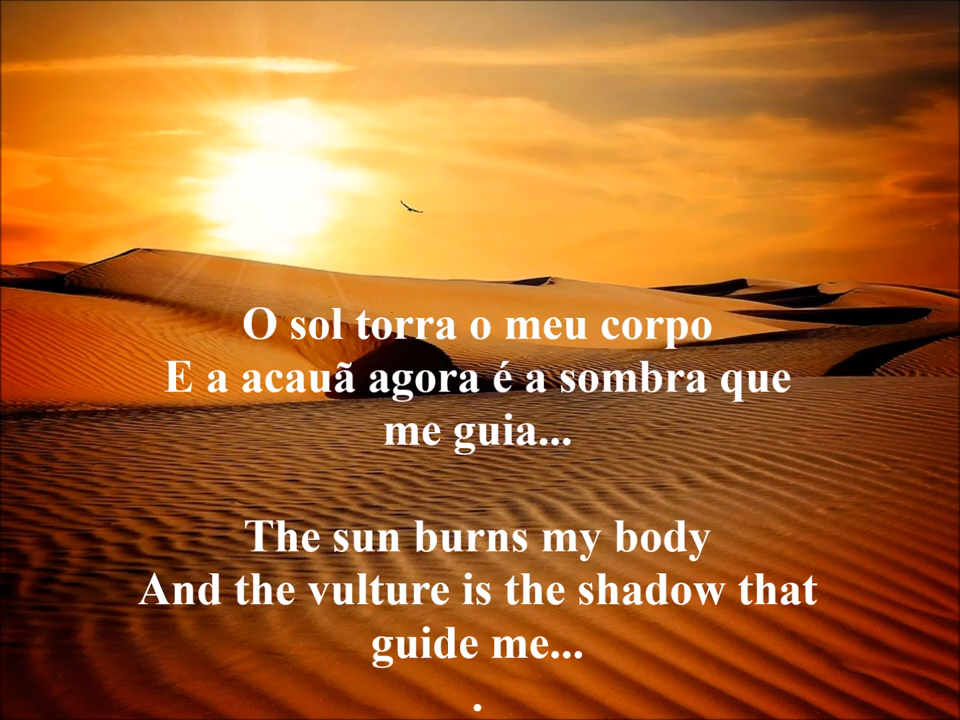 O sol torra o meu corpo
E a acauã agora é a sombra que
me guia...
The sun burns my body
And the vulture is the shadow that
guide me...
.